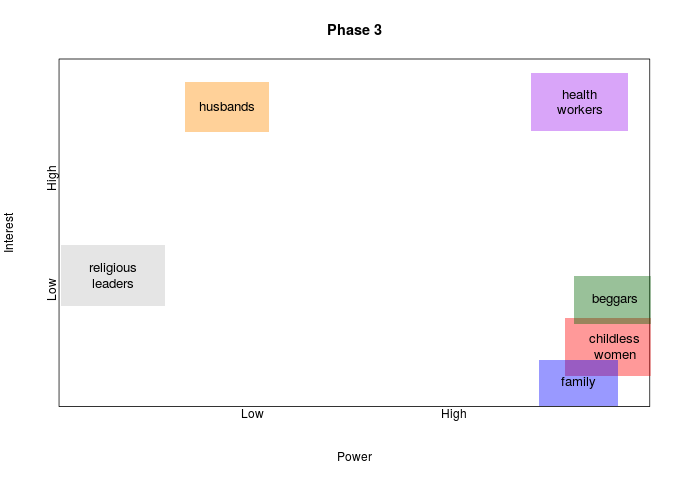 Phase 3
husbands
health
workers
High
Interest
religious
leaders
Low
beggars
childless
women
family
Low
High
Power